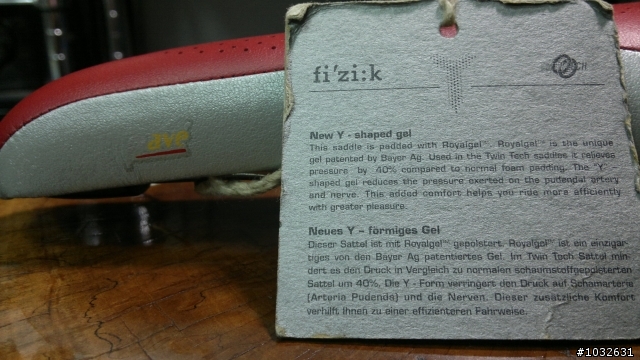 fi'zi:k
New Y - shaped gel
This saddle is padded with Royalgel™. Royalgel™ is the unique
gel patented by Bayer Ag. Used in the Twin Tech saddles it relieves
pressure by 40% compared to normal foam padding. The "Y"
shaped gel reduces the pressure exerted on the pudendal artery
and nerve. This added comfort helps you ride more efficiently
with greater pleasure.
Neues Y – förmiges Gel
Dieser Sattel ist mit Royalgel™ gepolstert. Royalgel™ ist ein einzigar-
tiges von den Bayer Ag patentiertes Gel. Im Twin Tech Sattel min-
dert es den Druck in Vergleich zu normalen schaumstoffgepolsterten
Sattel um 40%. Die Y - Form verringert den Druck auf Schamarterie
(Arteria Pudenda) und die Nerven. Dieser zusätzliche Komfort
verhilft Ihnen zu einer effizienteren Fahrweise.
#1032631